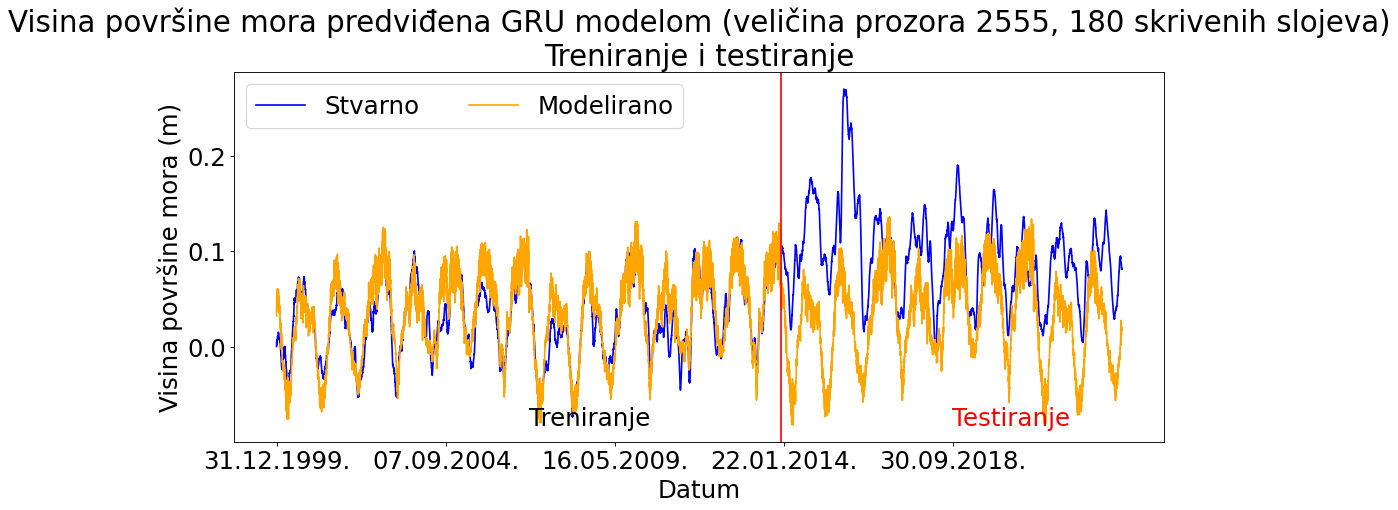 Visina površine mora predviđena GRU modelom (veličina prozora 2555, 180 skrivenih slojeva)
Treniranje i testiranje
Stvarno
Modelirano
Visina površine mora (m)
0.2
0.1
0.0
Treniranje
Testiranje
31.12.1999.
07.09.2004.
16.05.2009.
22.01.2014.
30.09.2018.
Datum